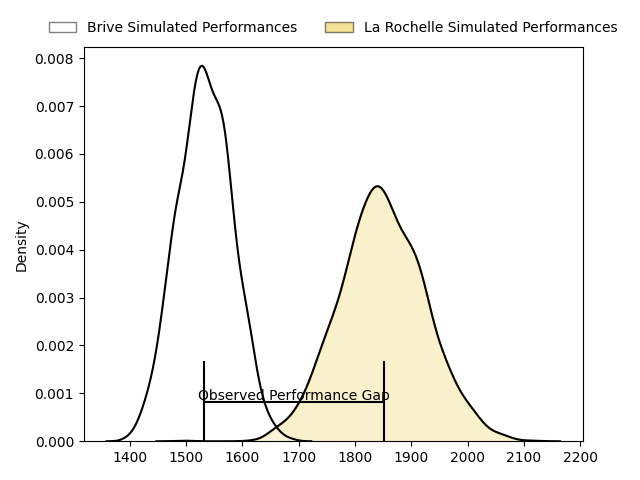 Brive Simulated Performances La Rochelle Simulated Performances
0.008
0.007
0.006
0.005
0.004
0.003
0.002
0.001
0.000
Density
Observed Performance Gap
1400 1500 1600 1700 1800 1900 2000 2100 2200